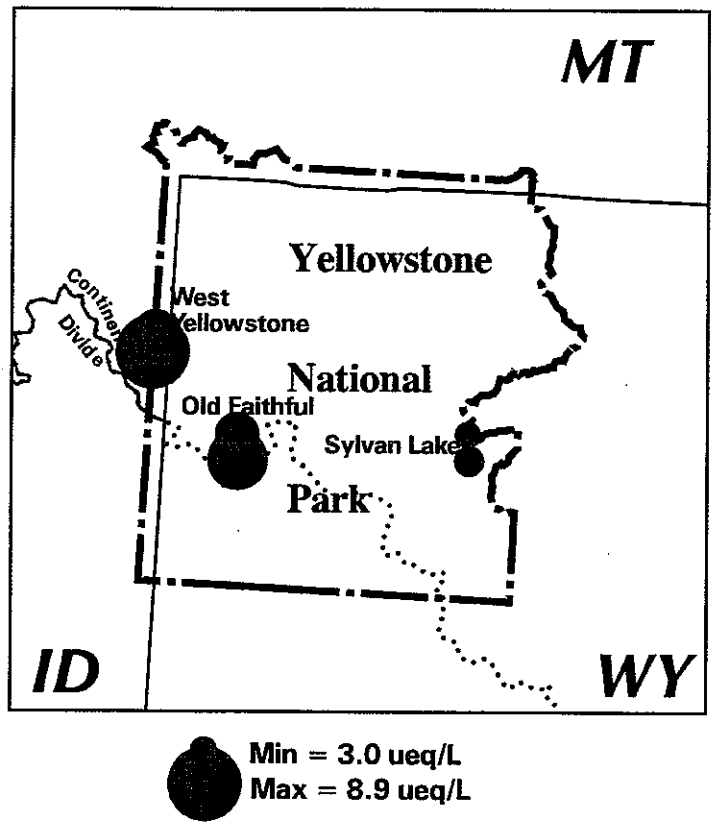 MT
Yellowstone
West
Yellowstone
Continen
Divide
National
Old Faithful
Sylvan Lake
Park
ID
WY
Min = 3.0 ueq/L
Max = 8.9 ueq/L